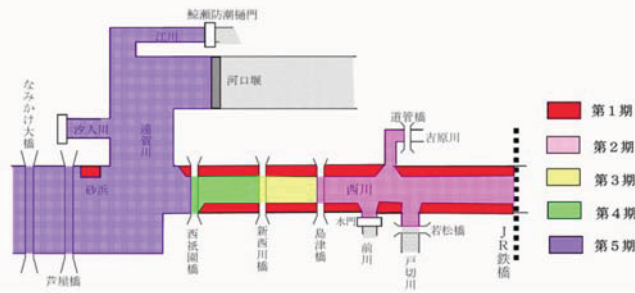 鯨瀬防潮樋門
江川
なみかけ大橋
汐入川
遠賀川
河口堰
道管橋
吉原川
砂浜
西川
芦屋橋
西祇園橋
新西川橋
島津橋
水門
前川
戸切川
若松橋
JR鉄橋
第1期
第2期
第3期
第4期
第5期